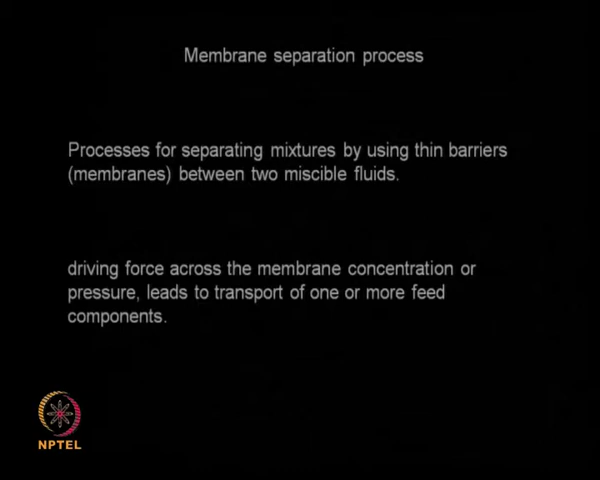 Membrane separation process
Processes for separating mixtures by using thin barriers
(membranes) between two miscible fluids.
driving force across the membrane concentration or
pressure, leads to transport of one or more feed
components.
NPTEL